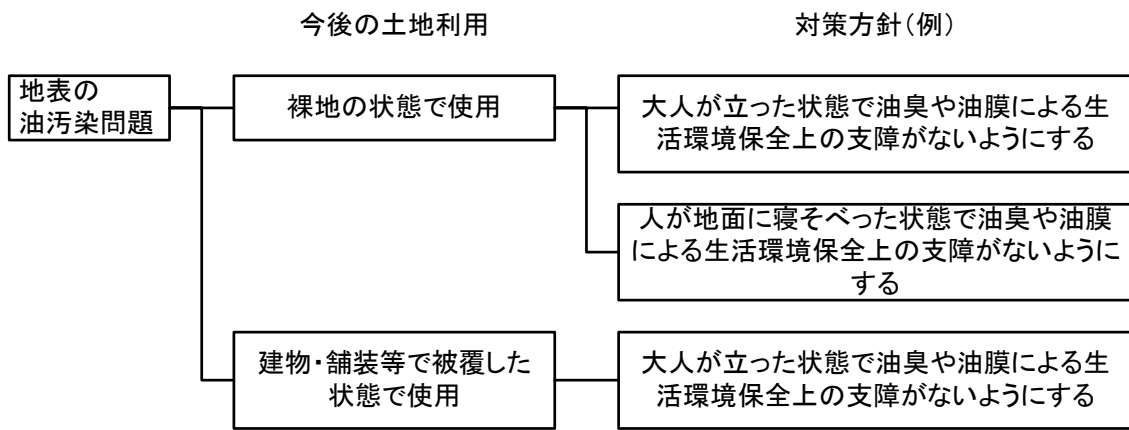 今後の土地利用
対策方針（例）
地表の
油汚染問題
裸地の状態で使用
大人が立った状態で油臭や油膜による生
活環境保全上の支障がないようにする
人が地面に寝そべった状態で油臭や油膜
による生活環境保全上の支障がないように
する
建物・舗装等で被覆した
状態で使用
大人が立った状態で油臭や油膜による生
活環境保全上の支障がないようにする